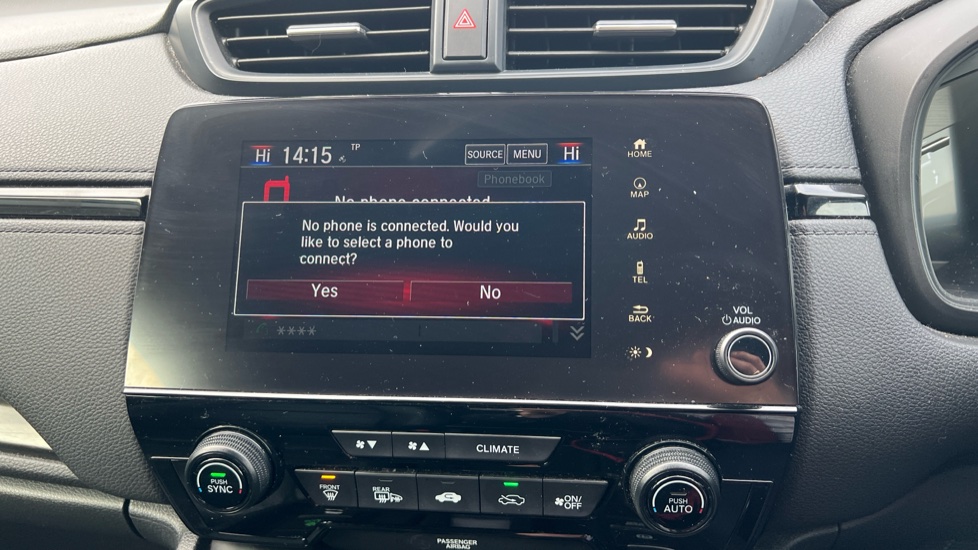 Hi 14:15 TP SOURCE MENU Hi
Phonebook
No phone connected
No phone is connected. Would you
like to select a phone to
connect?
Yes No
****
HOME
MAP
AUDIO
TEL
BACK
VOL
AUDIO
CLIMATE
PUSH
SYNC
FRONT
REAR
ON/
OFF
PUSH
AUTO
PASSENGER
AIRBAG